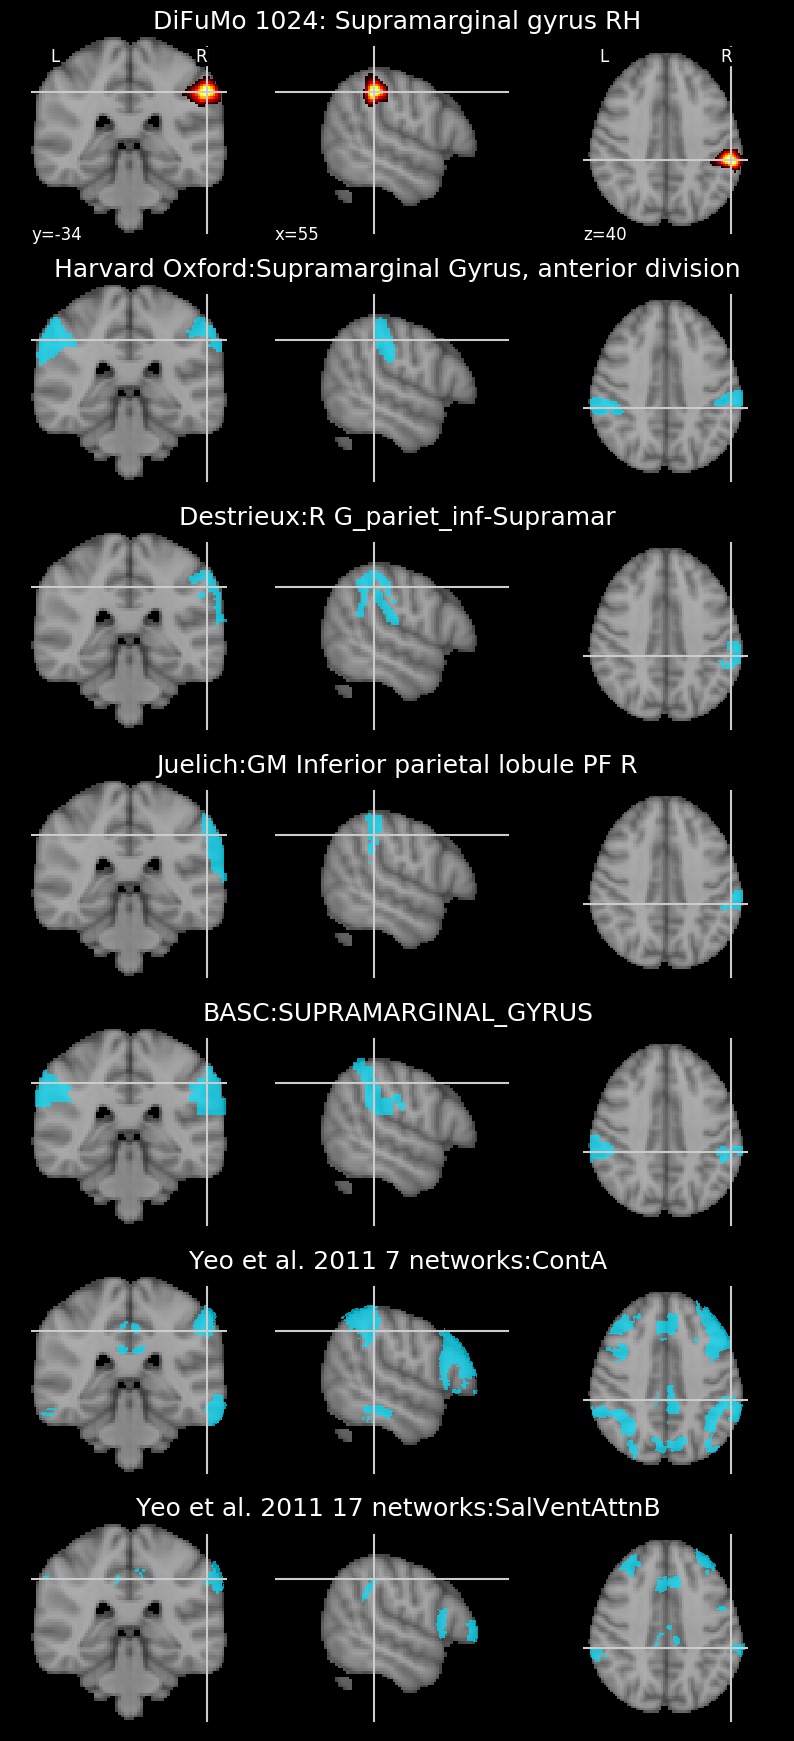 DiFuMo 1024: Supramarginal gyrus RH
L R L R
y=-34 x=55 z=40
Harvard Oxford:Supramarginal Gyrus, anterior division
Destrieux:R G_pariet_inf-Supramar
Juelich:GM Inferior parietal lobule PF R
BASC:SUPRAMARGINAL_GYRUS
Yeo et al. 2011 7 networks:ContA
Yeo et al. 2011 17 networks:SalVentAttnB